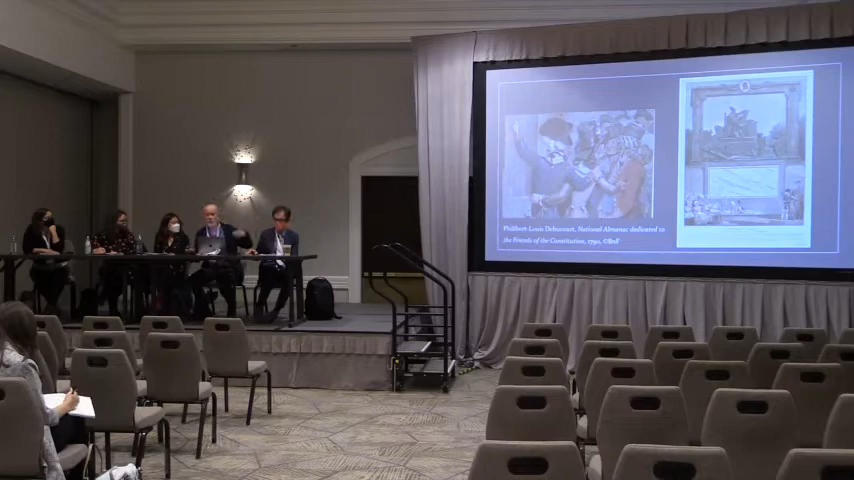 Philibert-Louis Debucourt, National Almanac dedicated to
the Friends of the Constitution, 1790, ©BnF